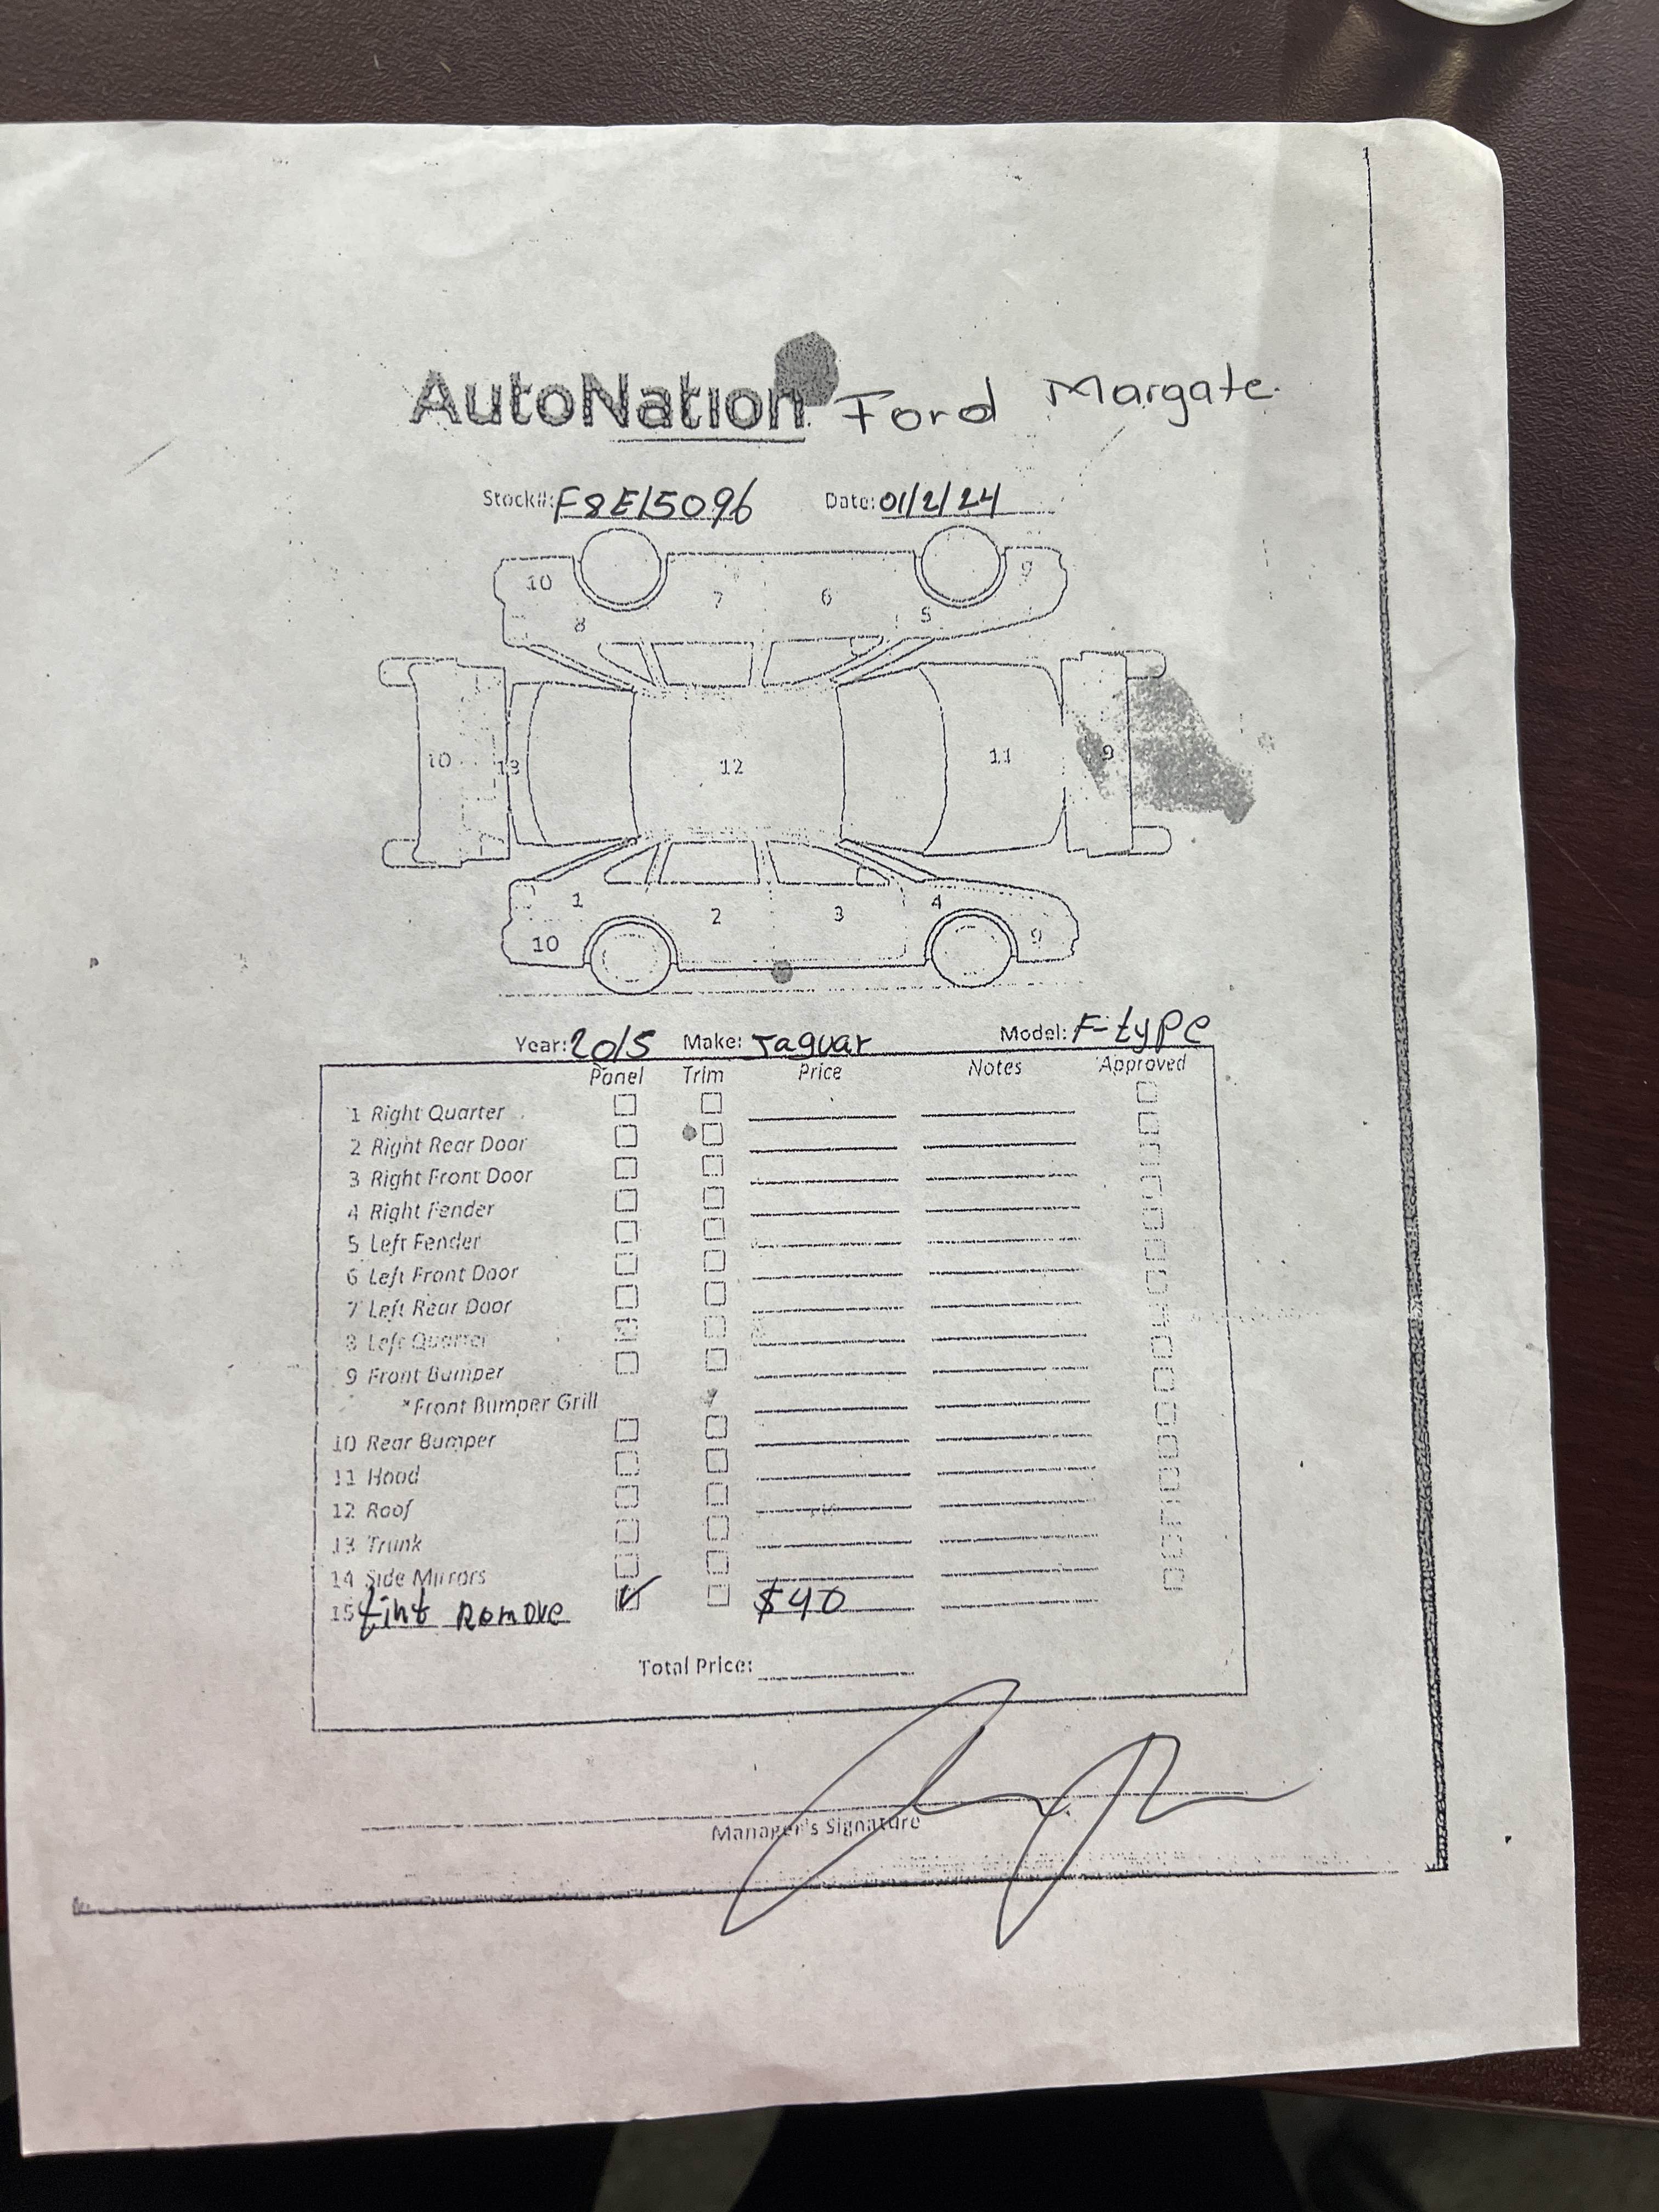 AutoNation Ford Margate.
Stock#: F8E15096 Date: 01/2/24
10 7 6 5 9
8
10 13 12 11 9
1 2 3 4
10 9
Year: 2015 Make: Jaguar Model: F-type
Panel Trim Price Notes Approved
1 Right Quarter
2 Right Rear Door
3 Right Front Door
4 Right Fender
5 Left Fender
6 Left Front Door
7 Left Rear Door
8 Left Quarter
9 Front Bumper
*Front Bumper Grill
10 Rear Bumper
11 Hood
12 Roof
13 Trunk
14 Side Mirrors
15 tint Remove $40
Total Price:
Manager's Signature